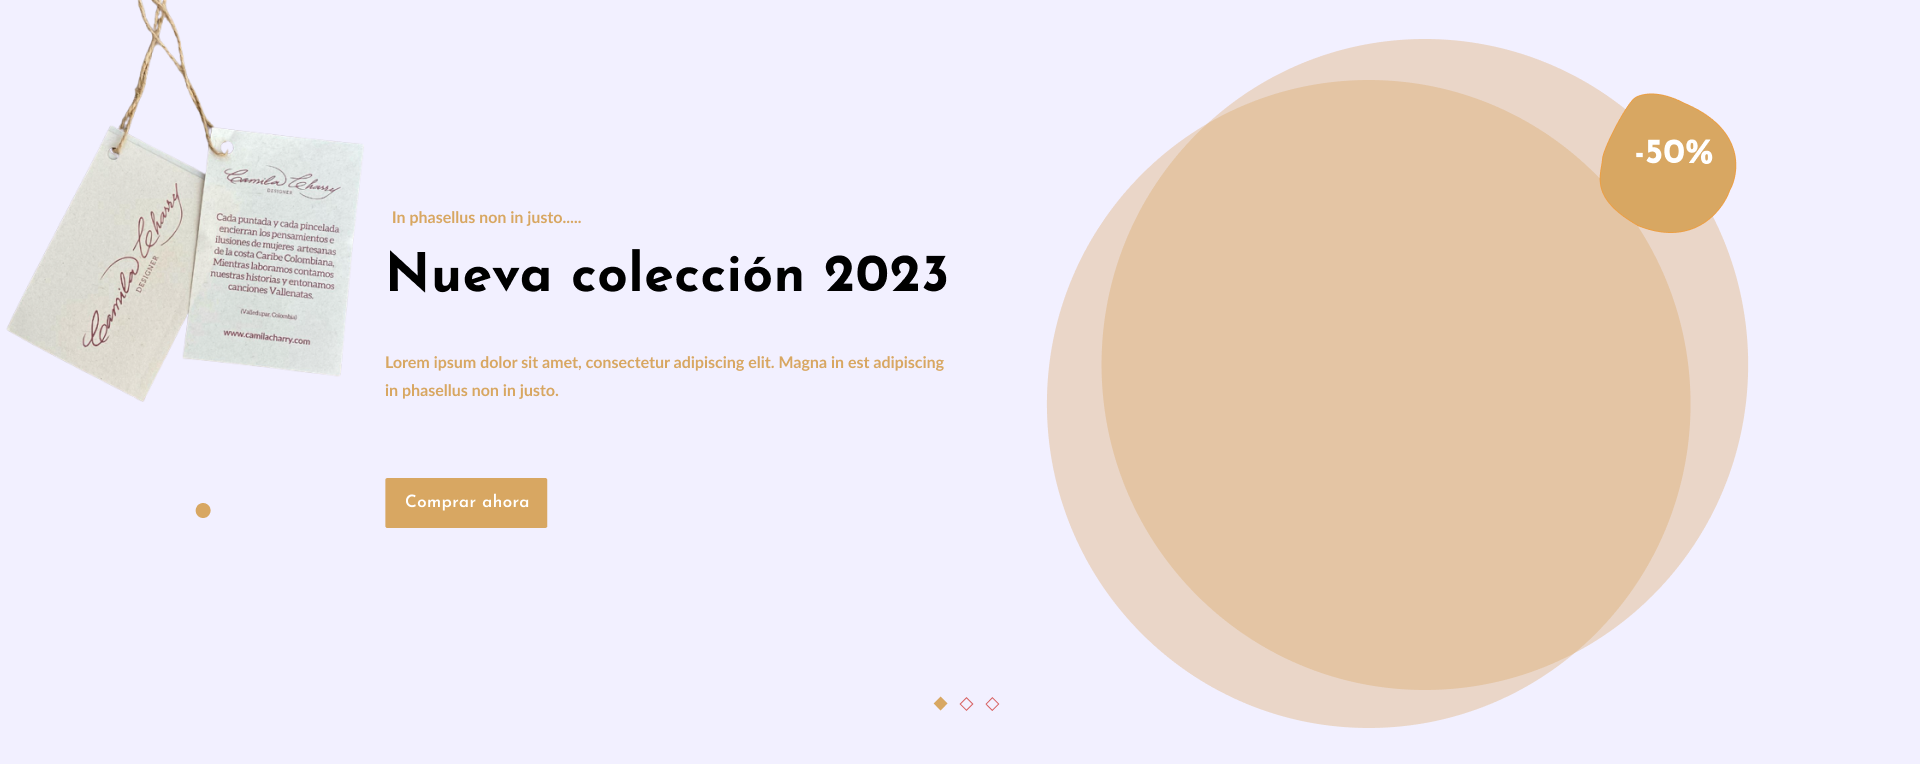 Camila Charry
DESIGNER
Camila Charry
DESIGNER
Cada puntada y cada pincelada
encierran los pensamientos e
ilusiones de mujeres artesanas
de la costa Caribe Colombiana,
Mientras laboramos contamos
nuestras historias y entonamos
canciones Vallenatas.
(Valledupar, Colombia)
www.camilacharry.com
In phasellus non in justo.....
Nueva colección 2023
Lorem ipsum dolor sit amet, consectetur adipiscing elit. Magna in est adipiscing
in phasellus non in justo.
Comprar ahora
-50%